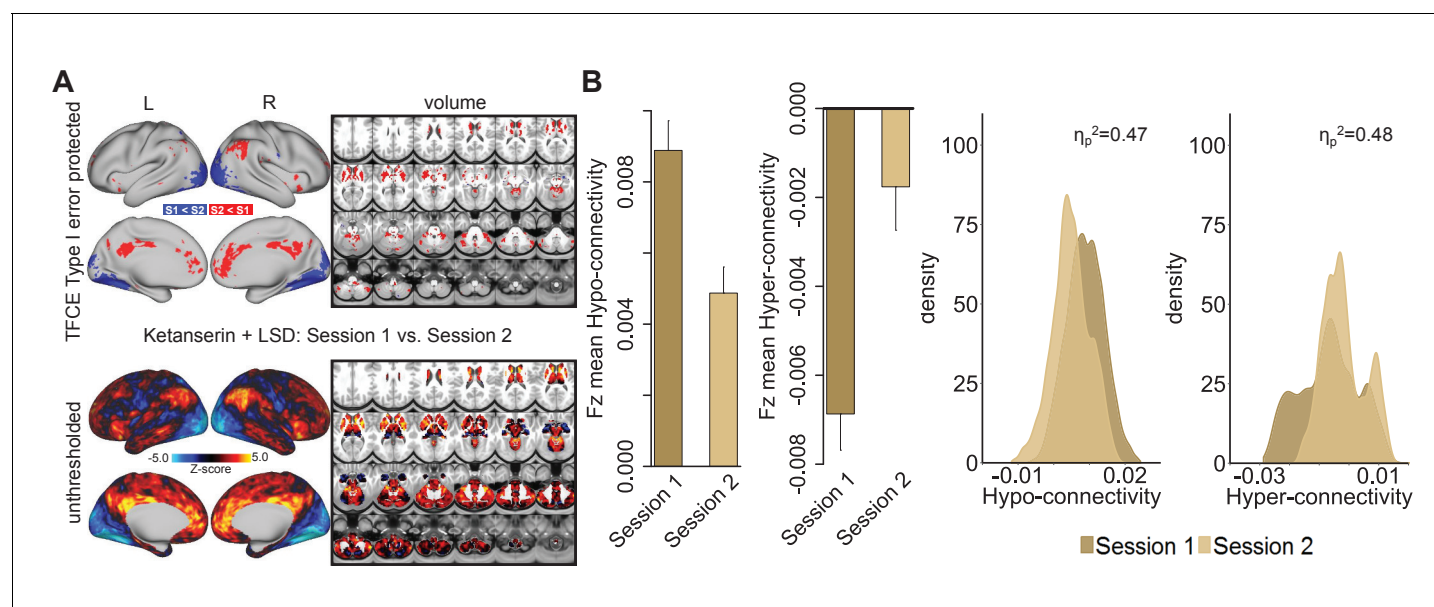 A
L
R
volume
TFCE Type I error protected
S1 < S2
S2 < S1
Ketanserin + LSD: Session 1 vs. Session 2
unthresholded
-5.0
5.0
Z-score
B
Fz mean Hypo-connectivity
0.008
0.004
0.000
Session 1
Session 2
Fz mean Hyper-connectivity
0.000
-0.002
-0.004
-0.006
-0.008
Session 1
Session 2
ηp²=0.47
density
100
75
50
25
0
-0.01
0.02
Hypo-connectivity
ηp²=0.48
density
100
75
50
25
0
-0.03
0.01
Hyper-connectivity
Session 1
Session 2